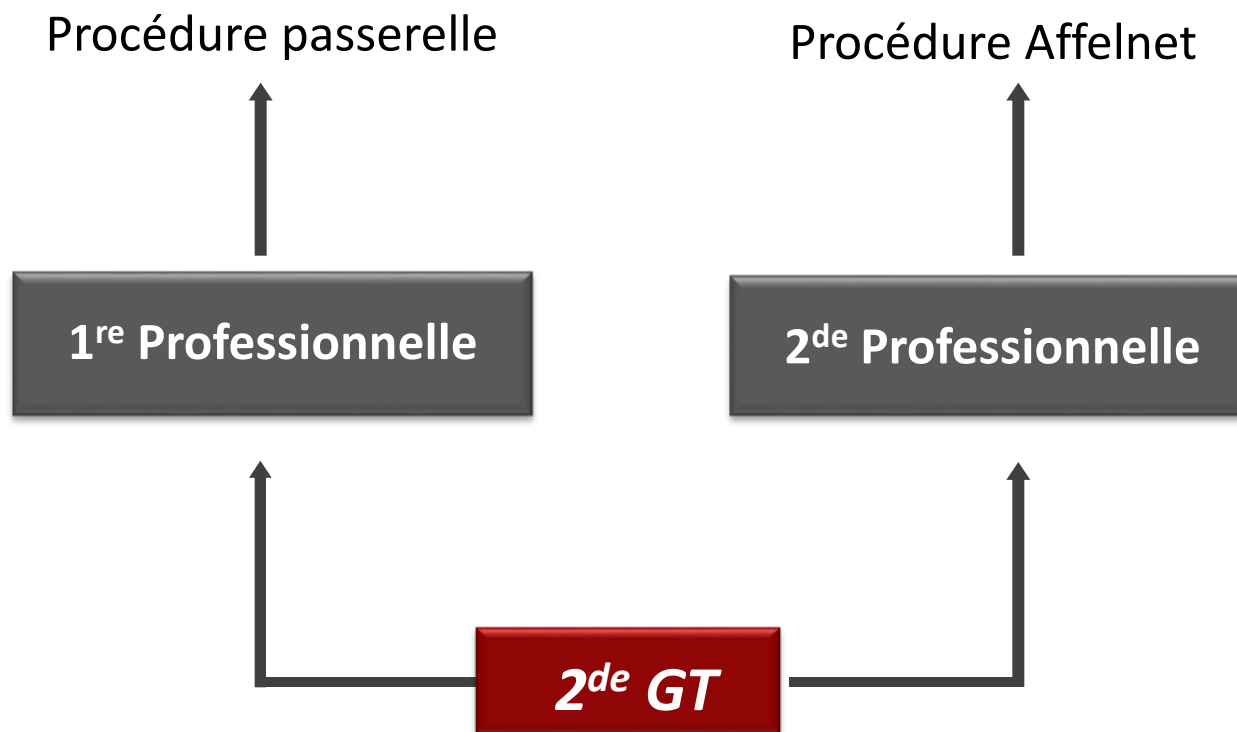 Procédure passerelle
Procédure Affelnet
1re Professionnelle
2de Professionnelle
2de GT